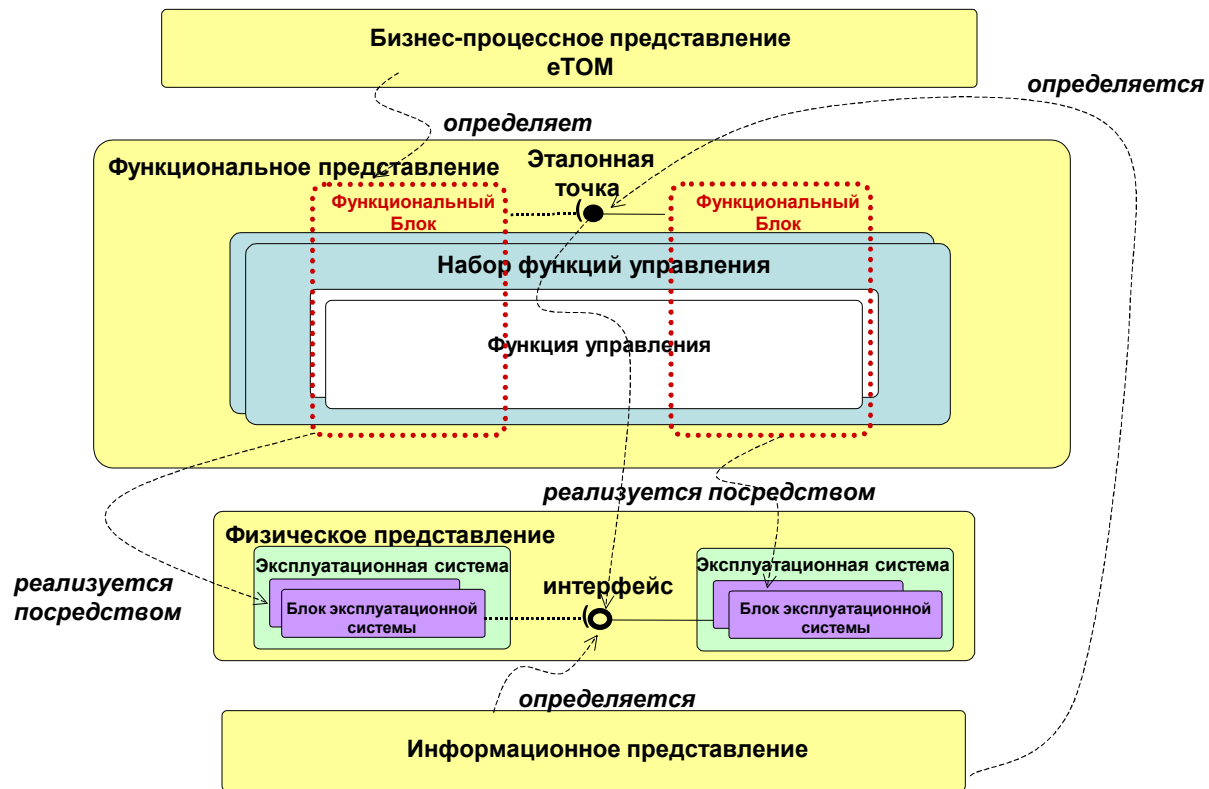 Бизнес-процессное представление
eTOM
определяется
определяет
Функциональное представление
Эталонная
точка
Функциональный
Блок
Функциональный
Блок
Набор функций управления
Функция управления
реализуется посредством
Физическое представление
Эксплуатационная система
Эксплуатационная система
реализуется
посредством
интерфейс
Блок эксплуатационной
системы
Блок эксплуатационной
системы
определяется
Информационное представление